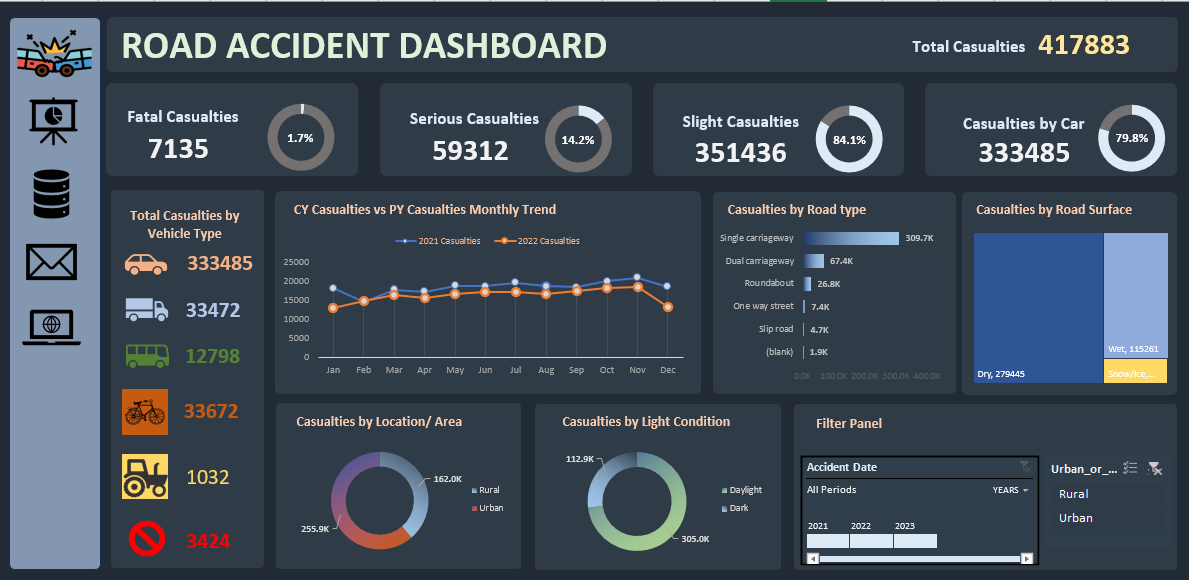 ROAD ACCIDENT DASHBOARD
Total Casualties 417883
Fatal Casualties
7135
1.7%
Serious Casualties
59312
14.2%
Slight Casualties
351436
84.1%
Casualties by Car
333485
79.8%
Total Casualties by
Vehicle Type
333485
33472
12798
33672
1032
3424
CY Casualties vs PY Casualties Monthly Trend
2021 Casualties 2022 Casualties
25000
20000
15000
10000
5000
0
Jan Feb Mar Apr May Jun Jul Aug Sep Oct Nov Dec
Casualties by Road type
Single carriageway 309.7K
Dual carriageway 67.4K
Roundabout 26.8K
One way street 7.4K
Slip road 4.7K
(blank) 1.9K
0.0K 100.0K 200.0K 300.0K 400.0K
Casualties by Road Surface
Dry, 279445
Wet, 115261
Snow/Ice,...
Casualties by Location/ Area
162.0K
255.9K
Rural
Urban
Casualties by Light Condition
112.9K
305.0K
Daylight
Dark
Filter Panel
Accident Date
All Periods YEARS
2021 2022 2023
Urban_or_...
Rural
Urban